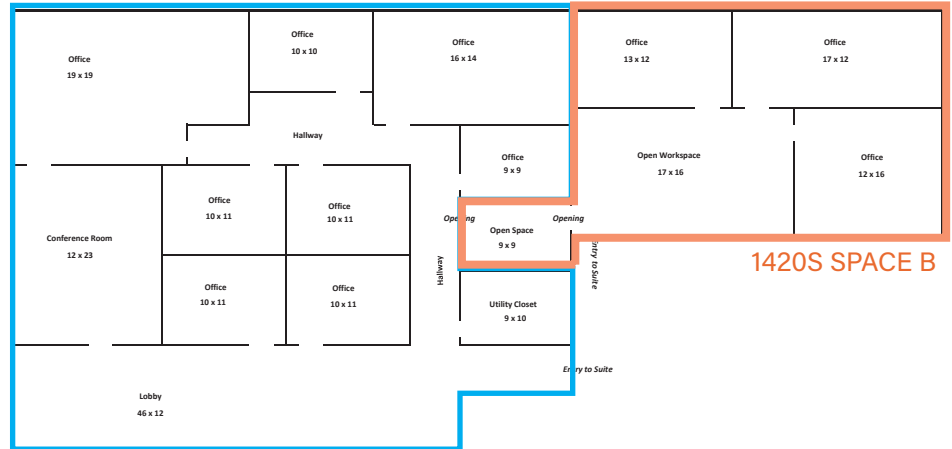 Office
19 x 19
Office
10 x 10
Office
16 x 14
Office
13 x 12
Office
17 x 12
Hallway
Office
9 x 9
Open Workspace
17 x 16
Office
12 x 16
Office
10 x 11
Office
10 x 11
Opening
Opening
Open Space
9 x 9
Conference Room
12 x 23
Hallway
Entry to Suite
1420S SPACE B
Office
10 x 11
Office
10 x 11
Utility Closet
9 x 10
Entry to Suite
Lobby
46 x 12